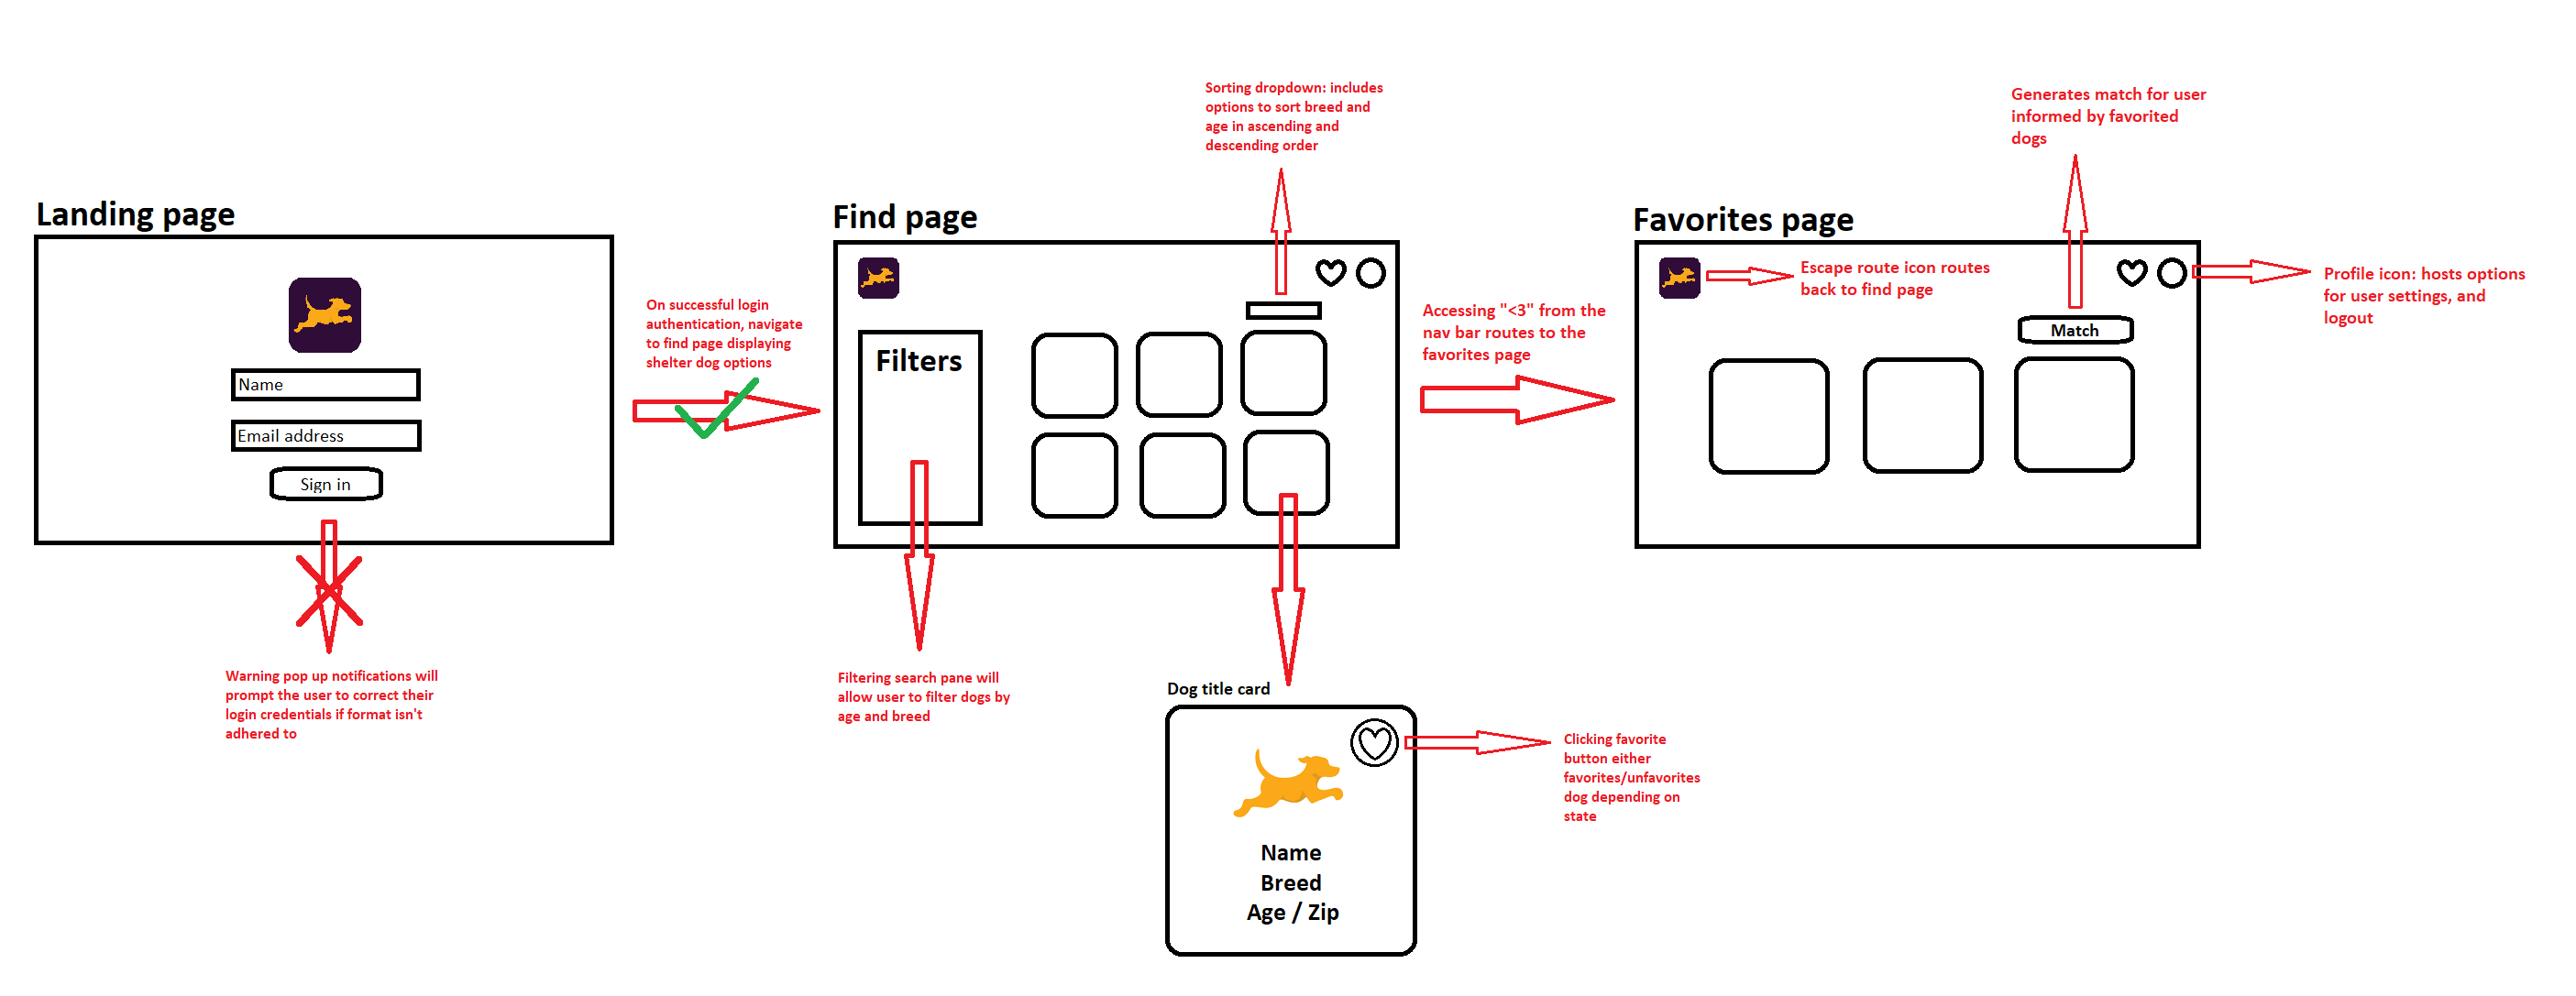 Landing page
Name
Email address
Sign in
Warning pop up notifications will
prompt the user to correct their
login credentials if format isn't
adhered to
On successful login
authentication, navigate
to find page displaying
shelter dog options
Find page
Sorting dropdown: includes
options to sort breed and
age in ascending and
descending order
Filters
Filtering search pane will
allow user to filter dogs by
age and breed
Dog title card
Name
Breed
Age / Zip
Clicking favorite
button either
favorites/unfavorites
dog depending on
state
Accessing "<3" from the
nav bar routes to the
favorites page
Favorites page
Generates match for user
informed by favorited
dogs
Escape route icon routes
back to find page
Profile icon: hosts options
for user settings, and
logout
Match